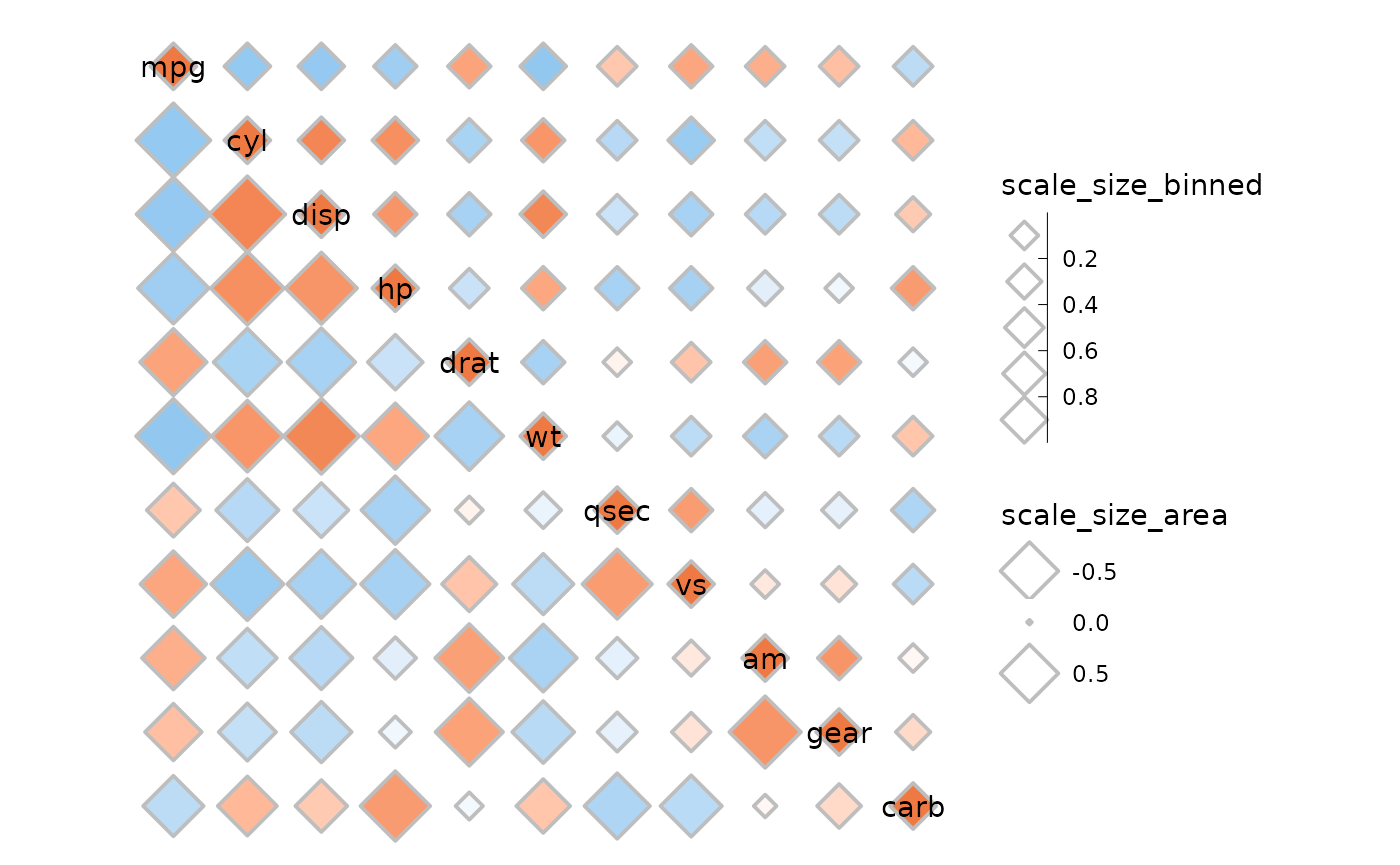 mpg
cyl
disp
hp
drat
wt
qsec
vs
am
gear
carb
scale_size_binned
0.2
0.4
0.6
0.8
scale_size_area
-0.5
0.0
0.5